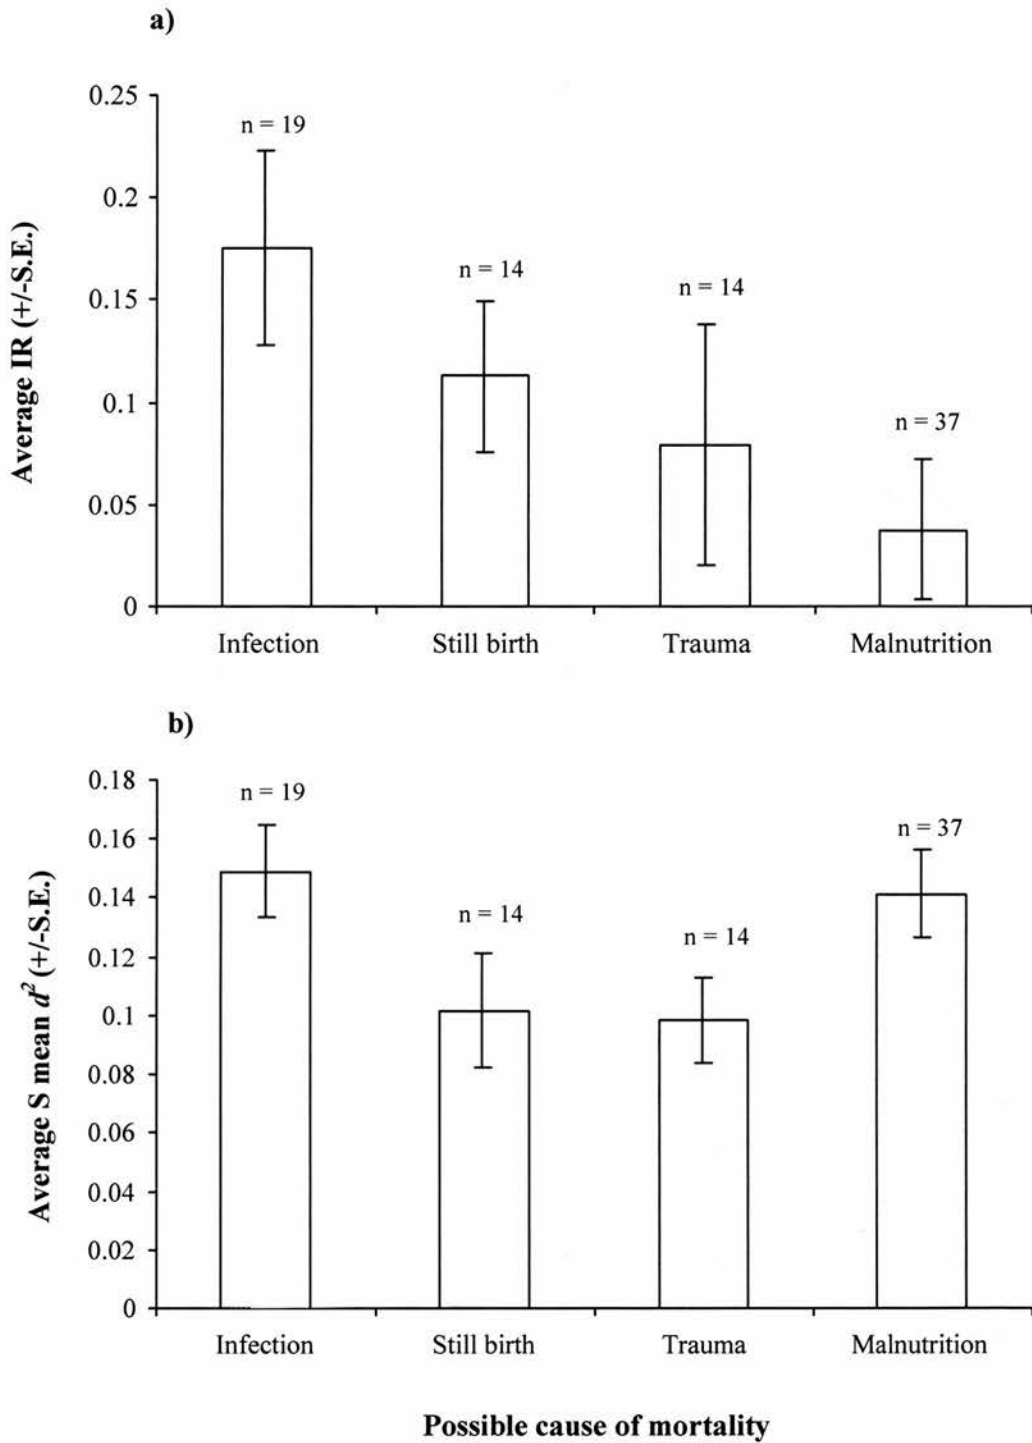 a)
Average IR (+/-S.E.)
0.25
0.2
0.15
0.1
0.05
0
n = 19
n = 14
n = 14
n = 37
Infection Still birth Trauma Malnutrition
b)
Average S mean d² (+/-S.E.)
0.18
0.16
0.14
0.12
0.1
0.08
0.06
0.04
0.02
0
n = 19
n = 14
n = 14
n = 37
Infection Still birth Trauma Malnutrition
Possible cause of mortality